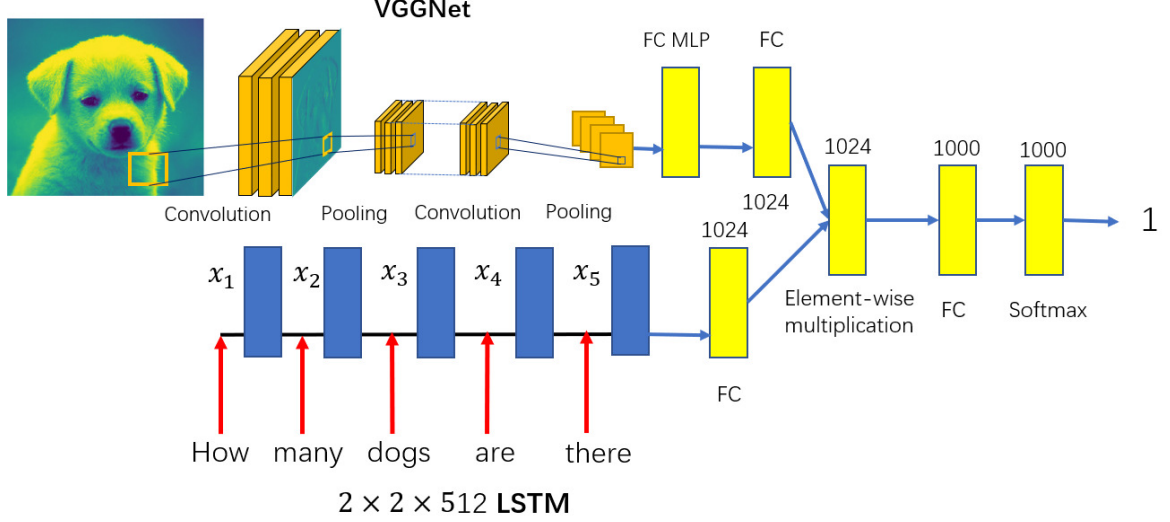 VGGNet
FC MLP
FC
1024
1000
1000
Convolution
Pooling
Convolution
Pooling
1024
1024
1
x₁
x₂
x₃
x₄
x₅
Element-wise
multiplication
FC
Softmax
FC
How many dogs are there
2 × 2 × 512 LSTM